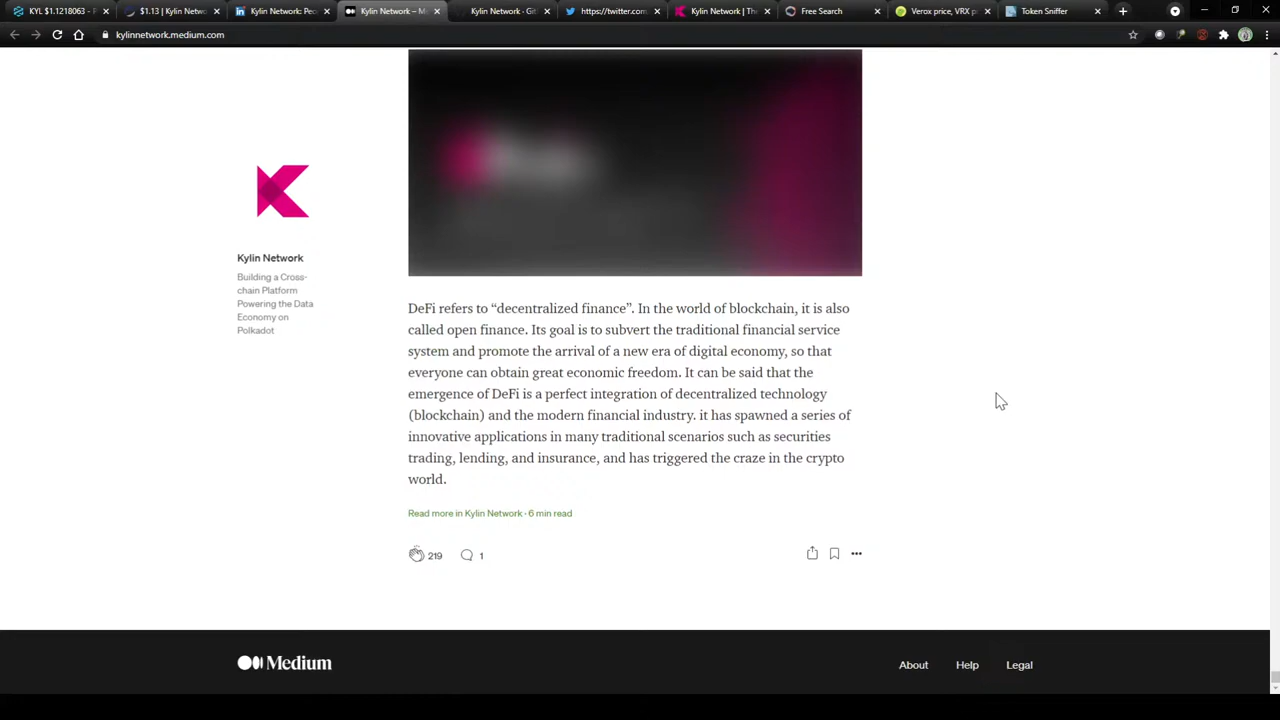 KYL $1.1218063 - P
$1.13 | Kylin Netwo
Kylin Network: Peo
Kylin Network – Me
Kylin Network · Git
https://twitter.com
Kylin Network | The
Free Search
Verox price, VRX p
Token Sniffer
kylinnetwork.medium.com
Kylin Network
Building a Cross-
chain Platform
Powering the Data
Economy on
Polkadot
DeFi refers to “decentralized finance”. In the world of blockchain, it is also
called open finance. Its goal is to subvert the traditional financial service
system and promote the arrival of a new era of digital economy, so that
everyone can obtain great economic freedom. It can be said that the
emergence of DeFi is a perfect integration of decentralized technology
(blockchain) and the modern financial industry. it has spawned a series of
innovative applications in many traditional scenarios such as securities
trading, lending, and insurance, and has triggered the craze in the crypto
world.
Read more in Kylin Network · 6 min read
219 1
Medium
About Help Legal